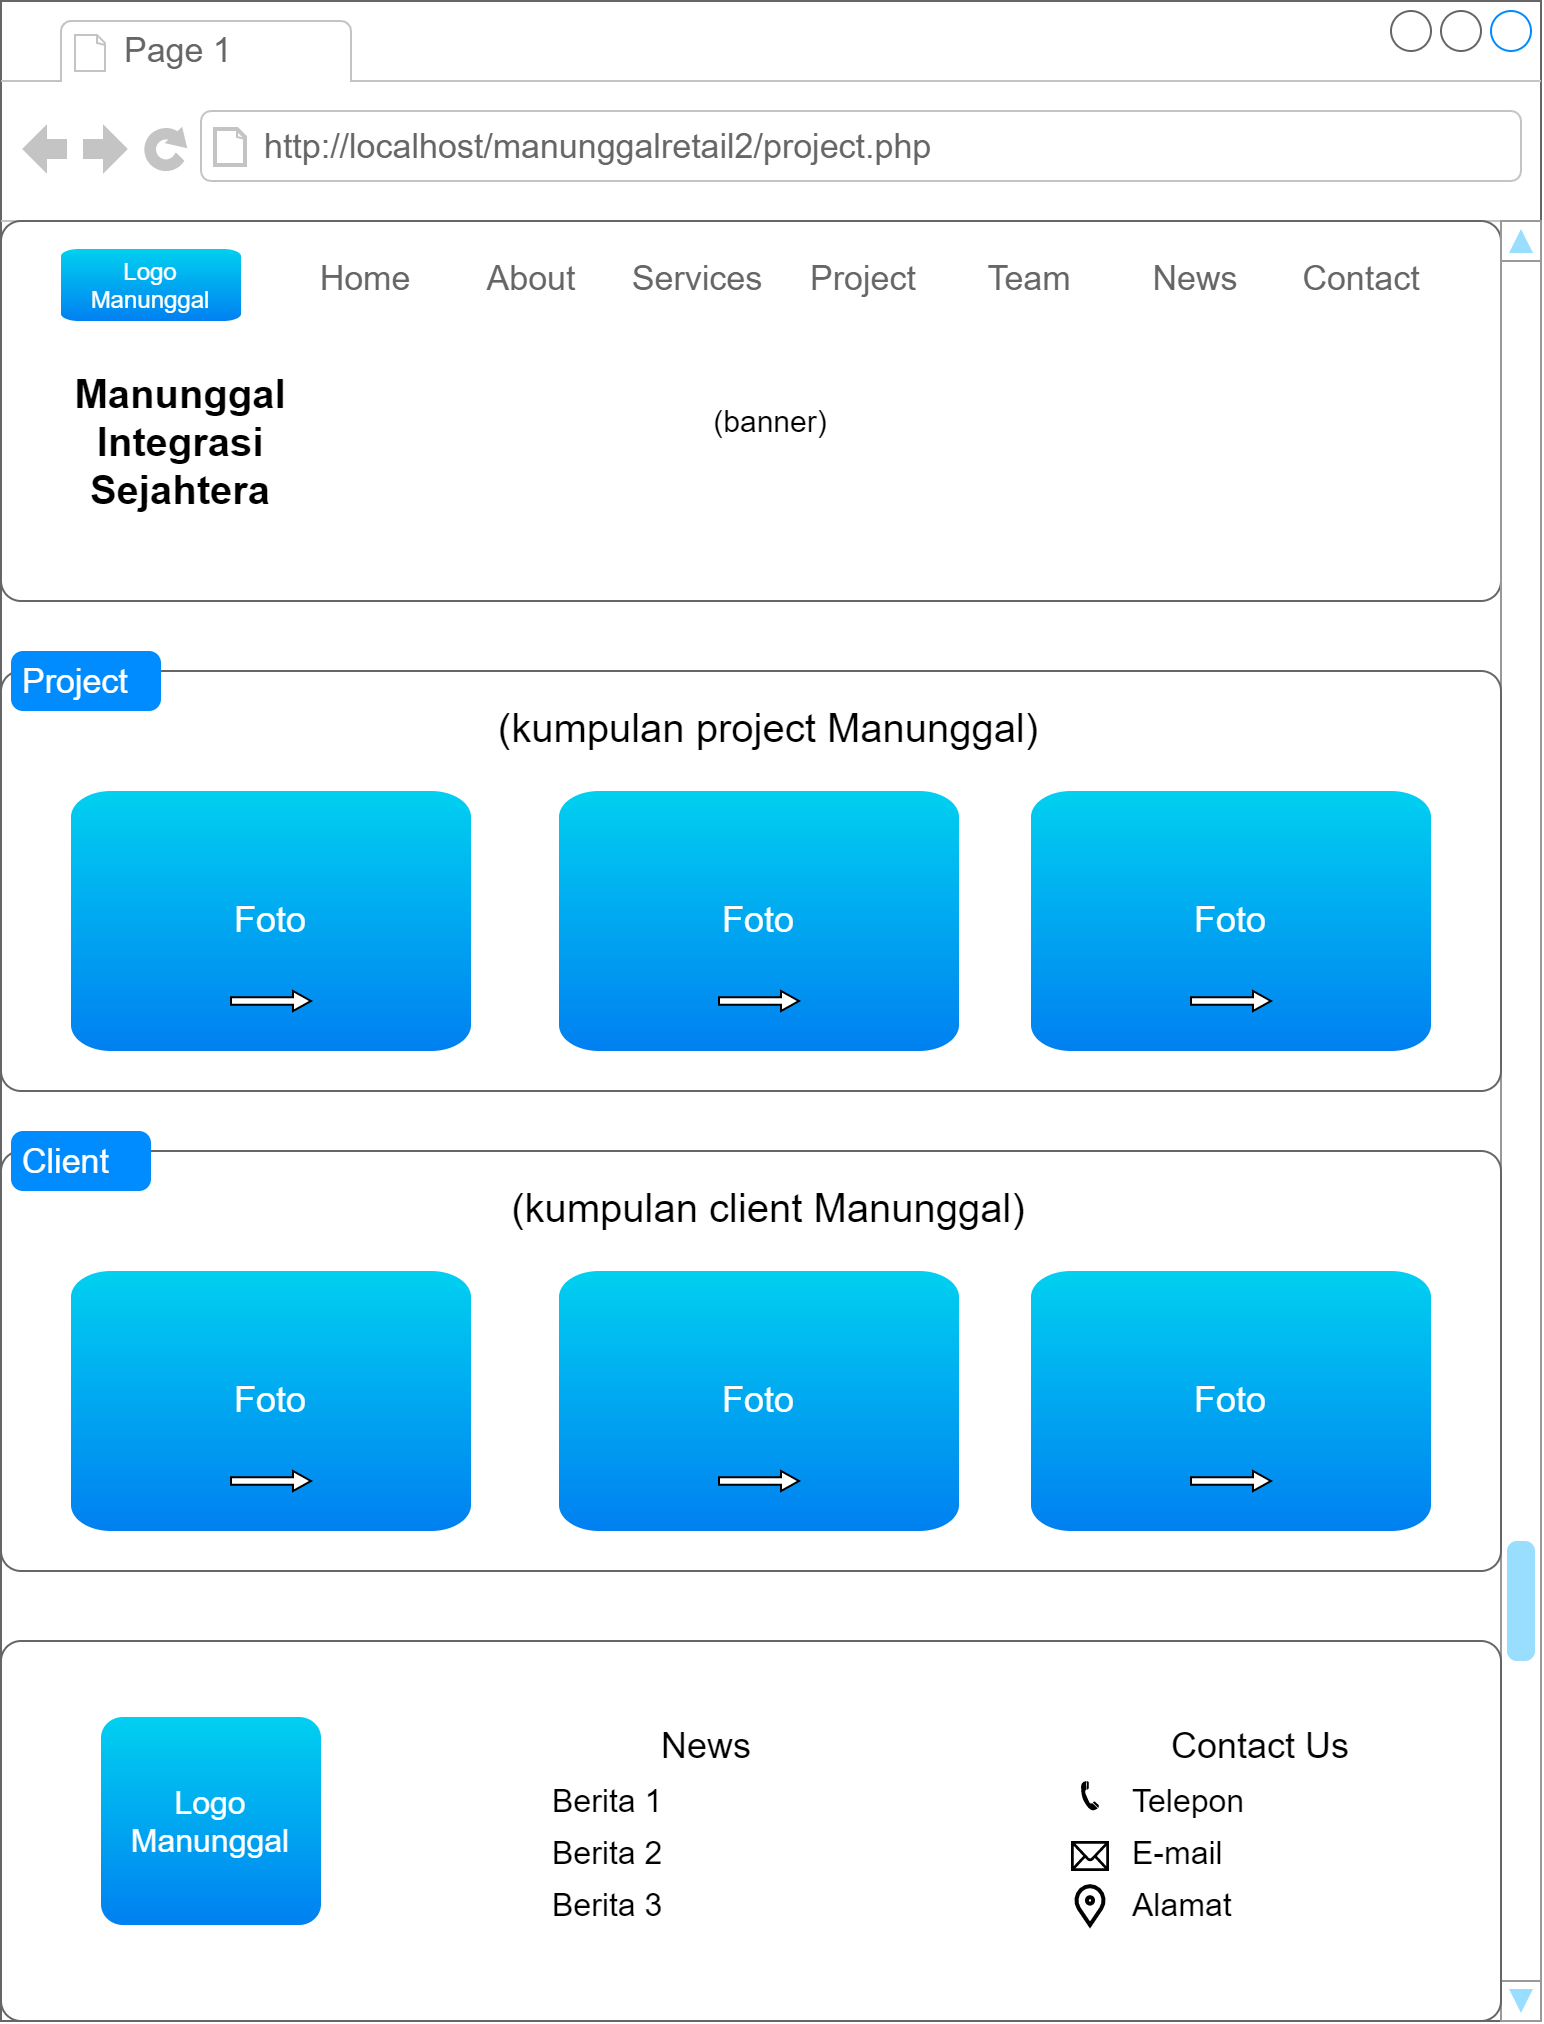 Page 1
http://localhost/manunggalretail2/project.php
Logo
Manunggal
Home About Services Project Team News Contact
Manunggal
Integrasi
Sejahtera
(banner)
Project
(kumpulan project Manunggal)
Foto Foto Foto
Client
(kumpulan client Manunggal)
Foto Foto Foto
Logo
Manunggal
News
Berita 1
Berita 2
Berita 3
Contact Us
Telepon
E-mail
Alamat